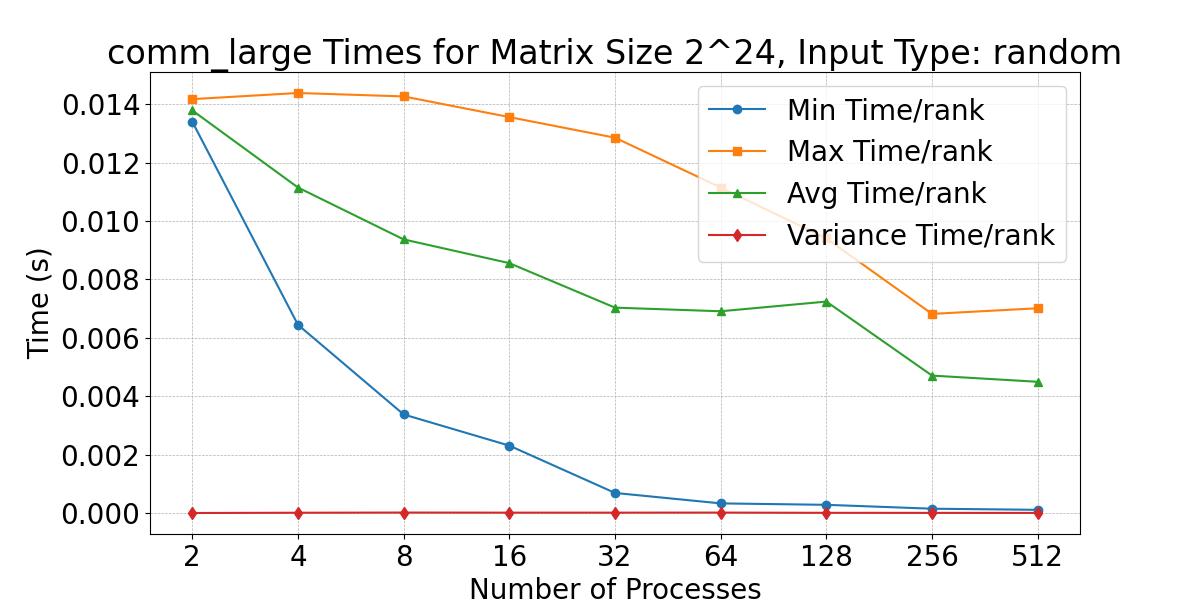 comm_large Times for Matrix Size 2^24, Input Type: random
Min Time/rank
Max Time/rank
Avg Time/rank
Variance Time/rank
Time (s)
0.014
0.012
0.010
0.008
0.006
0.004
0.002
0.000
2 4 8 16 32 64 128 256 512
Number of Processes